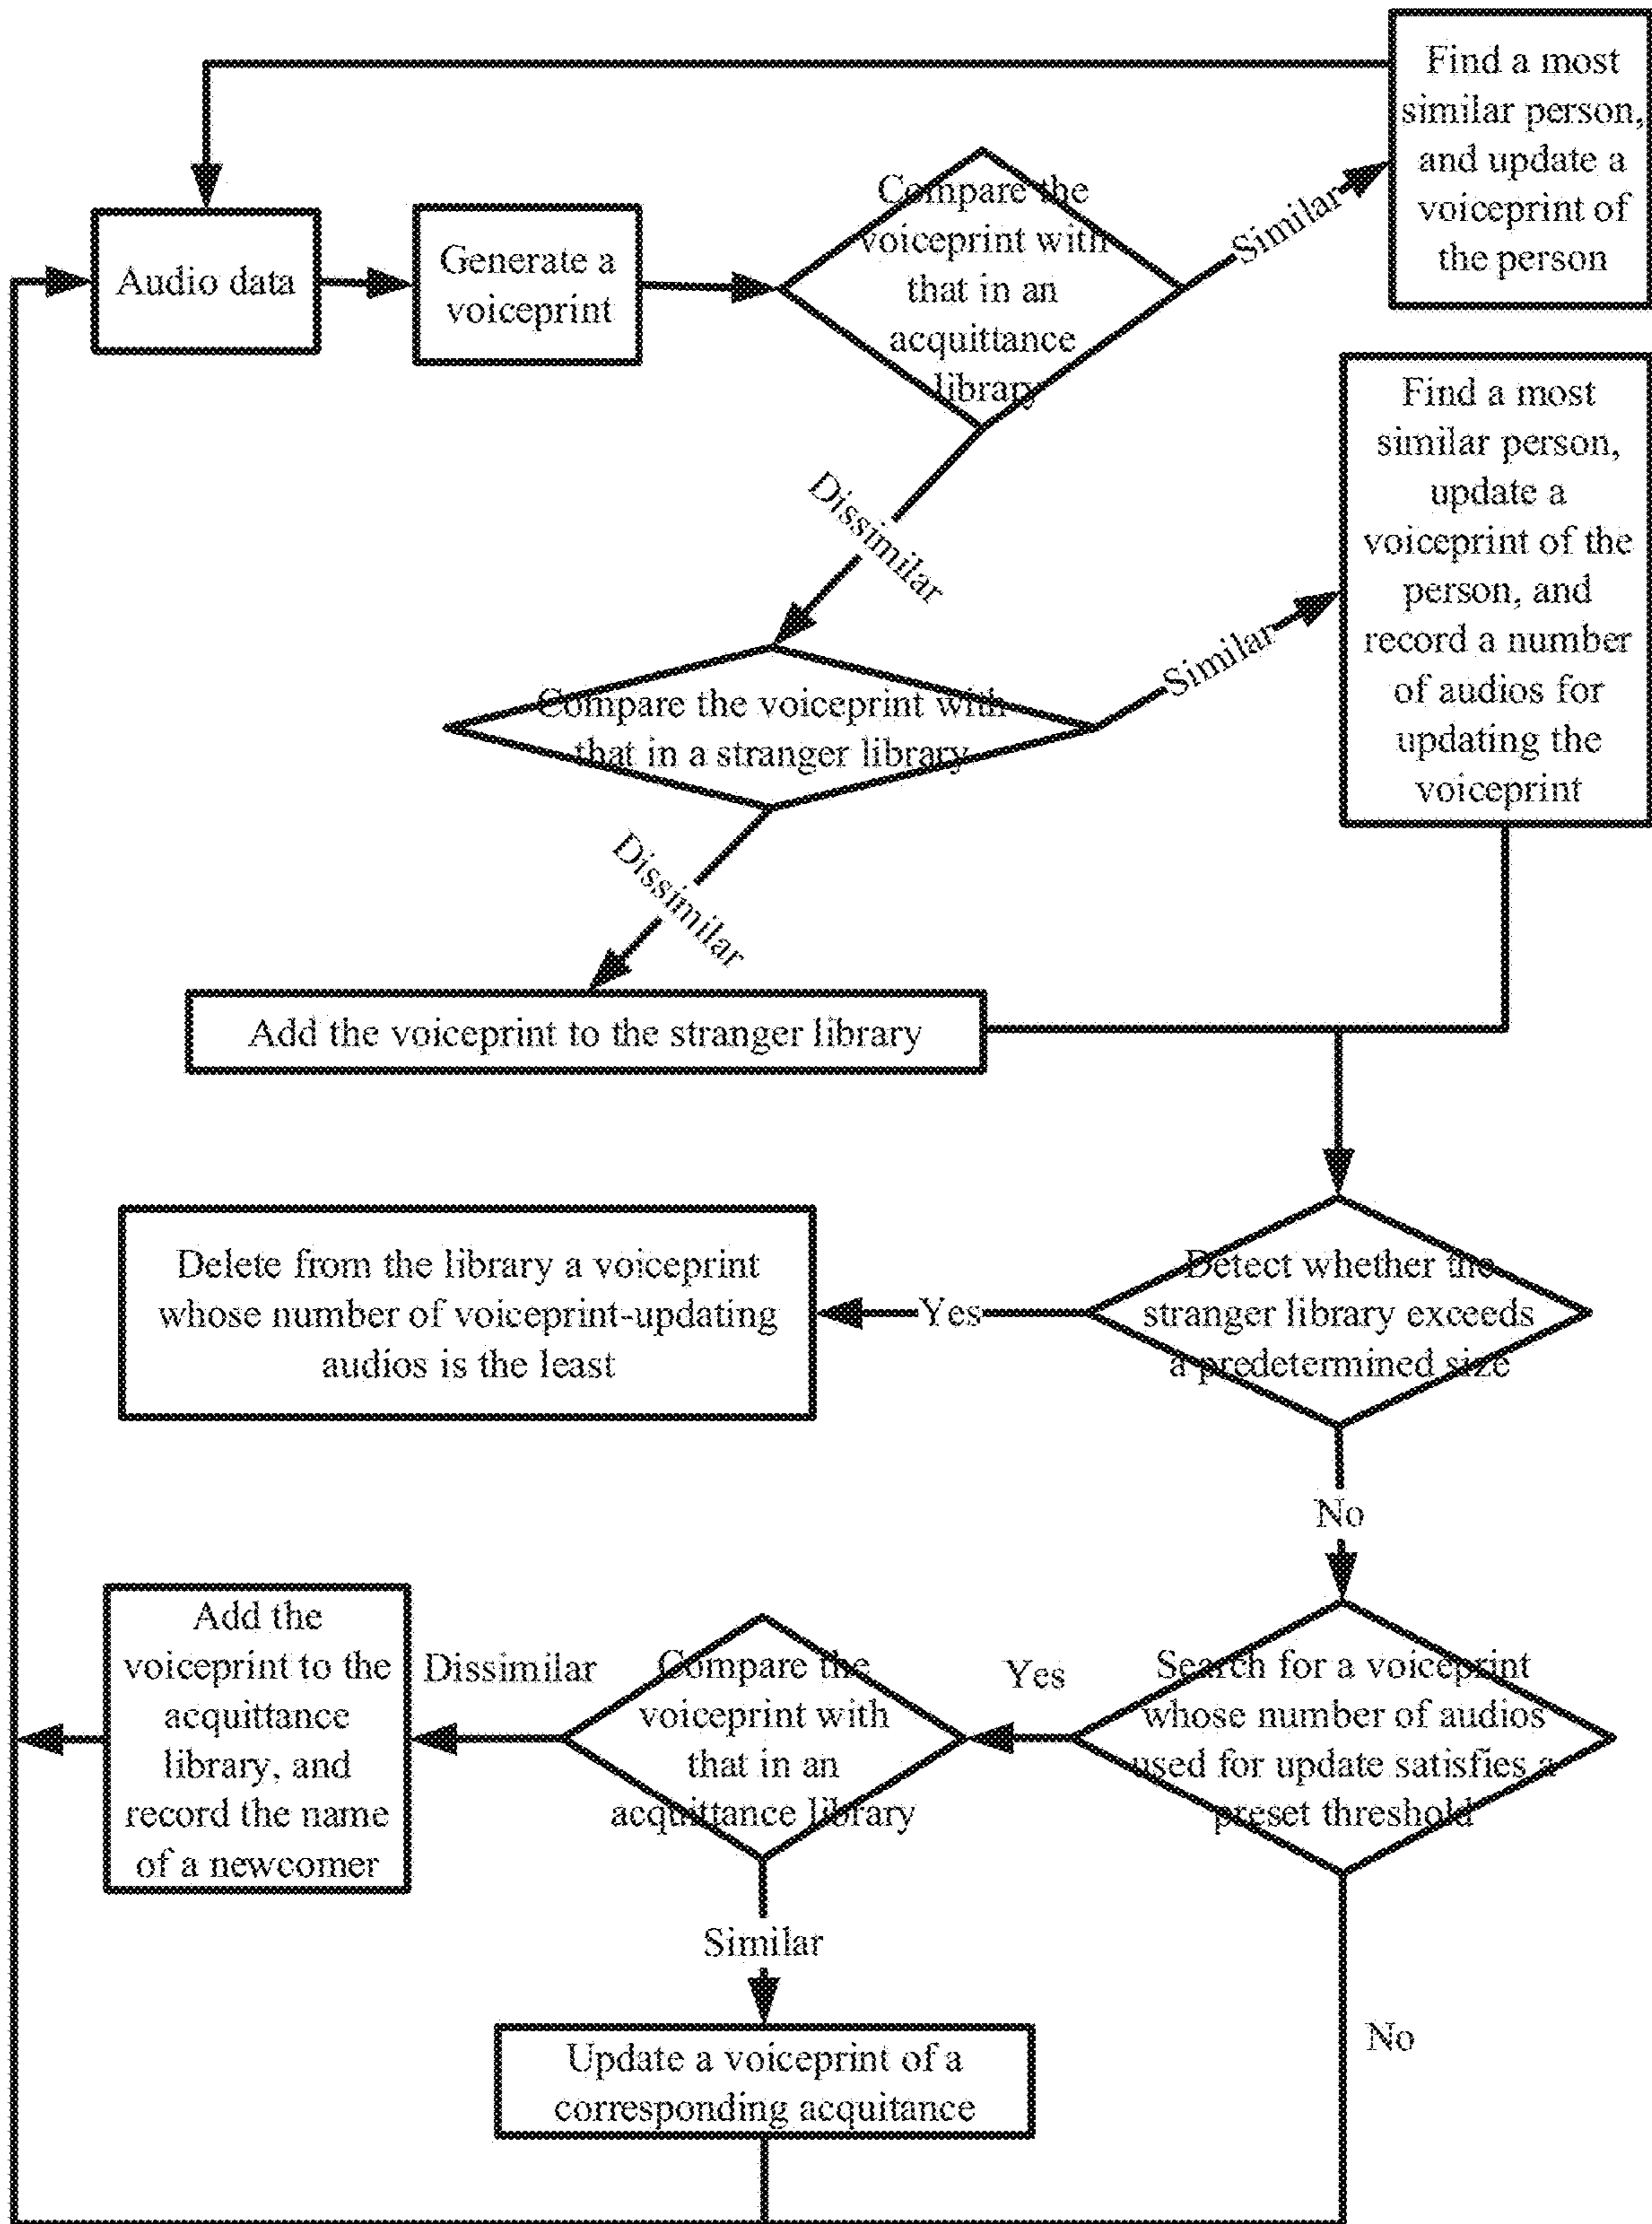 Find a most
similar person,
and update a
voiceprint of
the person
Audio data
Generate a
voiceprint
Compare the
voiceprint with
that in an
acquittance
library
Similar
Dissimilar
Find a most
similar person,
update a
voiceprint of the
person, and
record a number
of audios for
updating the
voiceprint
Compare the voiceprint with
that in a stranger library
Similar
Dissimilar
Add the voiceprint to the stranger library
Detect whether the
stranger library exceeds
a predetermined size
Yes
Delete from the library a voiceprint
whose number of voiceprint-updating
audios is the least
No
Search for a voiceprint
whose number of audios
used for update satisfies a
preset threshold
Yes
Compare the
voiceprint with
that in an
acquittance library
Dissimilar
Add the
voiceprint to the
acquittance
library, and
record the name
of a newcomer
Similar
Update a voiceprint of a
corresponding acquitance
No